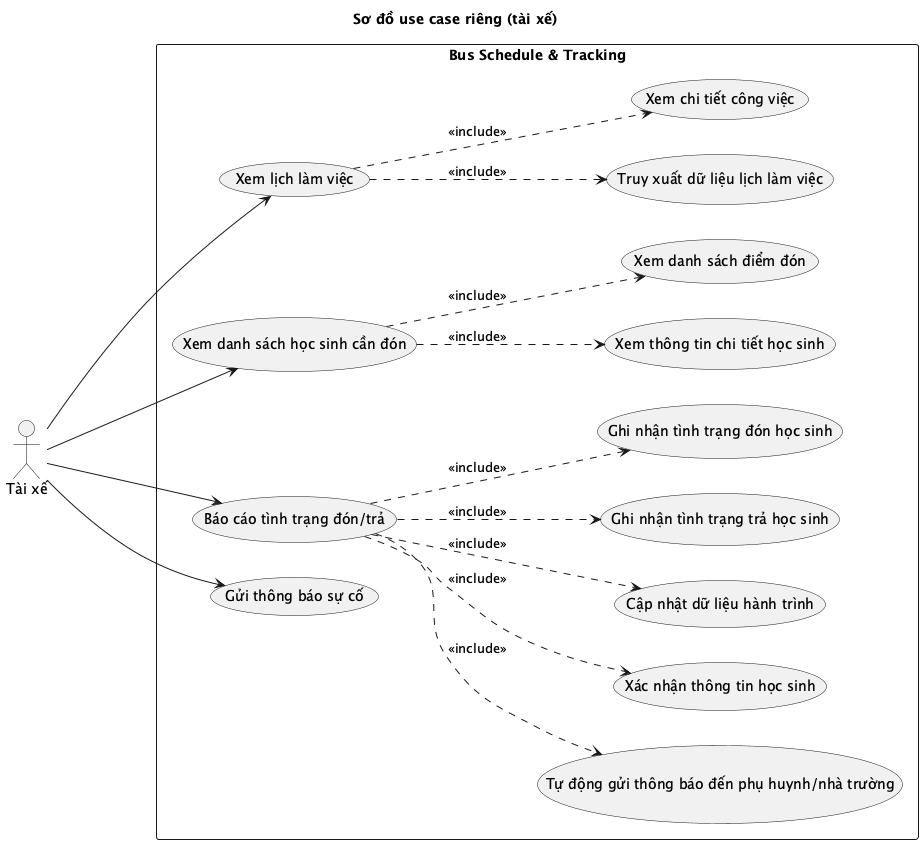 Sơ đồ use case riêng (tài xế)
Bus Schedule & Tracking
Xem chi tiết công việc
«include»
Xem lịch làm việc
«include»
Truy xuất dữ liệu lịch làm việc
Xem danh sách điểm đón
«include»
Xem danh sách học sinh cần đón
«include»
Xem thông tin chi tiết học sinh
Ghi nhận tình trạng đón học sinh
«include»
Tài xế
Báo cáo tình trạng đón/trả
«include»
Ghi nhận tình trạng trả học sinh
«include»
Gửi thông báo sự cố
«include»
Cập nhật dữ liệu hành trình
«include»
Xác nhận thông tin học sinh
Tự động gửi thông báo đến phụ huynh/nhà trường